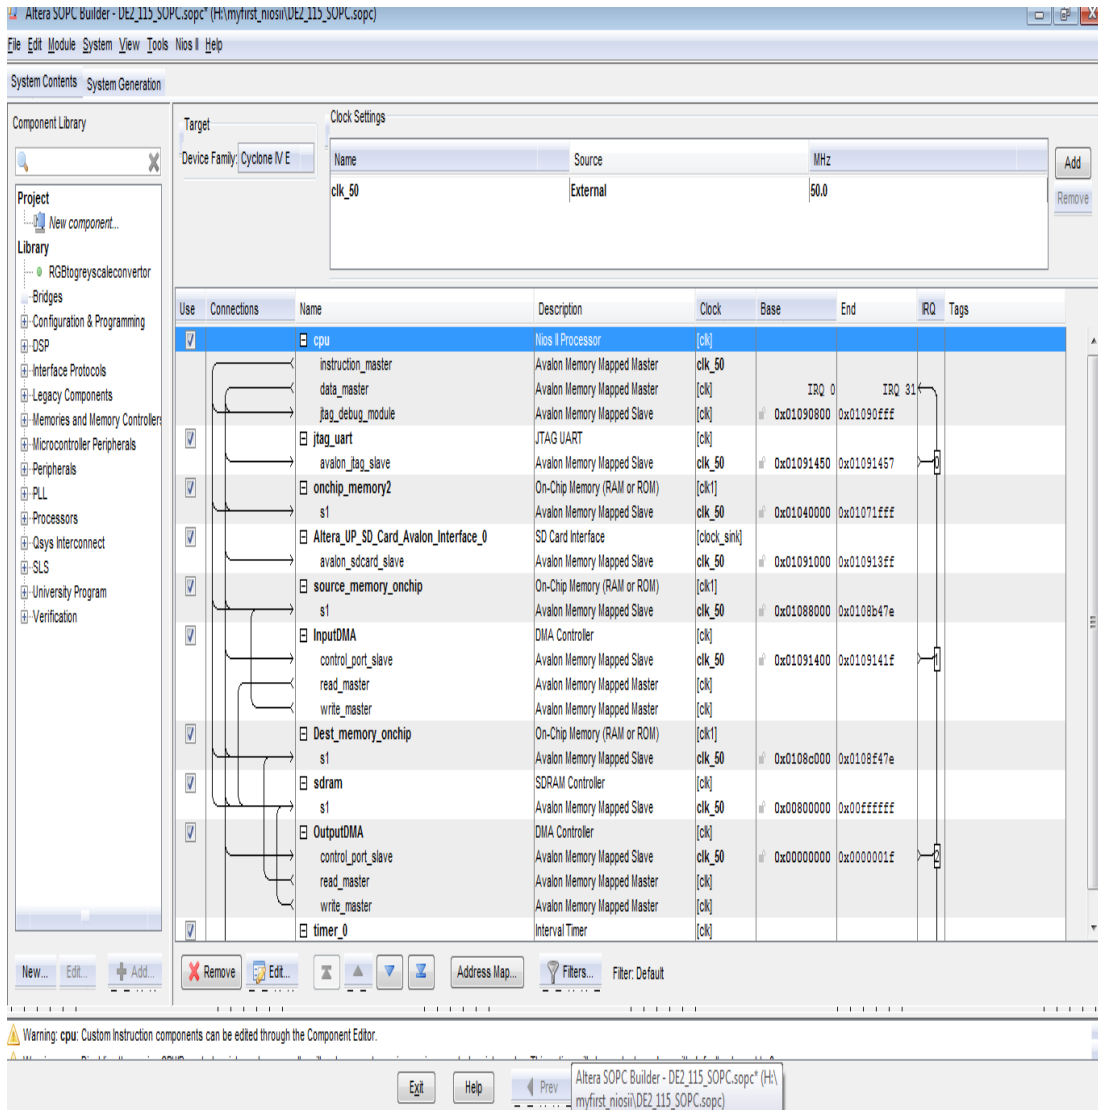 Altera SOPC Builder - DE2_115_SOPC.sopc* (H:\myfirst_niosii\DE2_115_SOPC.sopc)
File Edit Module System View Tools Nios II Help
System Contents System Generation
Component Library
Project
New component...
Library
RGBtogreyscaleconvertor
Bridges
Configuration & Programming
DSP
Interface Protocols
Legacy Components
Memories and Memory Controllers
Microcontroller Peripherals
Peripherals
PLL
Processors
Qsys Interconnect
SLS
University Program
Verification
New... Edit... Add...
Target
Device Family: Cyclone IV E
Clock Settings
Name Source MHz
clk_50 External 50.0
Add
Remove
Use Connections Name Description Clock Base End IRQ Tags
cpu Nios II Processor [clk]
instruction_master Avalon Memory Mapped Master clk_50
data_master Avalon Memory Mapped Master [clk] IRQ 0 IRQ 31
jtag_debug_module Avalon Memory Mapped Slave [clk] 0x01090800 0x01090fff
jtag_uart JTAG UART [clk]
avalon_jtag_slave Avalon Memory Mapped Slave clk_50 0x01091450 0x01091457 0
onchip_memory2 On-Chip Memory (RAM or ROM) [clk1]
s1 Avalon Memory Mapped Slave clk_50 0x01040000 0x01071fff
Altera_UP_SD_Card_Avalon_Interface_0 SD Card Interface [clock_sink]
avalon_sdcard_slave Avalon Memory Mapped Slave clk_50 0x01091000 0x010913ff
source_memory_onchip On-Chip Memory (RAM or ROM) [clk1]
s1 Avalon Memory Mapped Slave clk_50 0x01088000 0x0108b47e
InputDMA DMA Controller [clk]
control_port_slave Avalon Memory Mapped Slave clk_50 0x01091400 0x0109141f 1
read_master Avalon Memory Mapped Master [clk]
write_master Avalon Memory Mapped Master [clk]
Dest_memory_onchip On-Chip Memory (RAM or ROM) [clk1]
s1 Avalon Memory Mapped Slave clk_50 0x0108c000 0x0108f47e
sdram SDRAM Controller [clk]
s1 Avalon Memory Mapped Slave clk_50 0x00800000 0x00ffffff
OutputDMA DMA Controller [clk]
control_port_slave Avalon Memory Mapped Slave clk_50 0x00000000 0x0000001f 2
read_master Avalon Memory Mapped Master [clk]
write_master Avalon Memory Mapped Master [clk]
timer_0 Interval Timer [clk]
Remove Edit... Address Map... Filters... Filter: Default
Warning: cpu: Custom Instruction components can be edited through the Component Editor.
Exit Help Prev
Altera SOPC Builder - DE2_115_SOPC.sopc* (H:\
myfirst_niosii\DE2_115_SOPC.sopc)